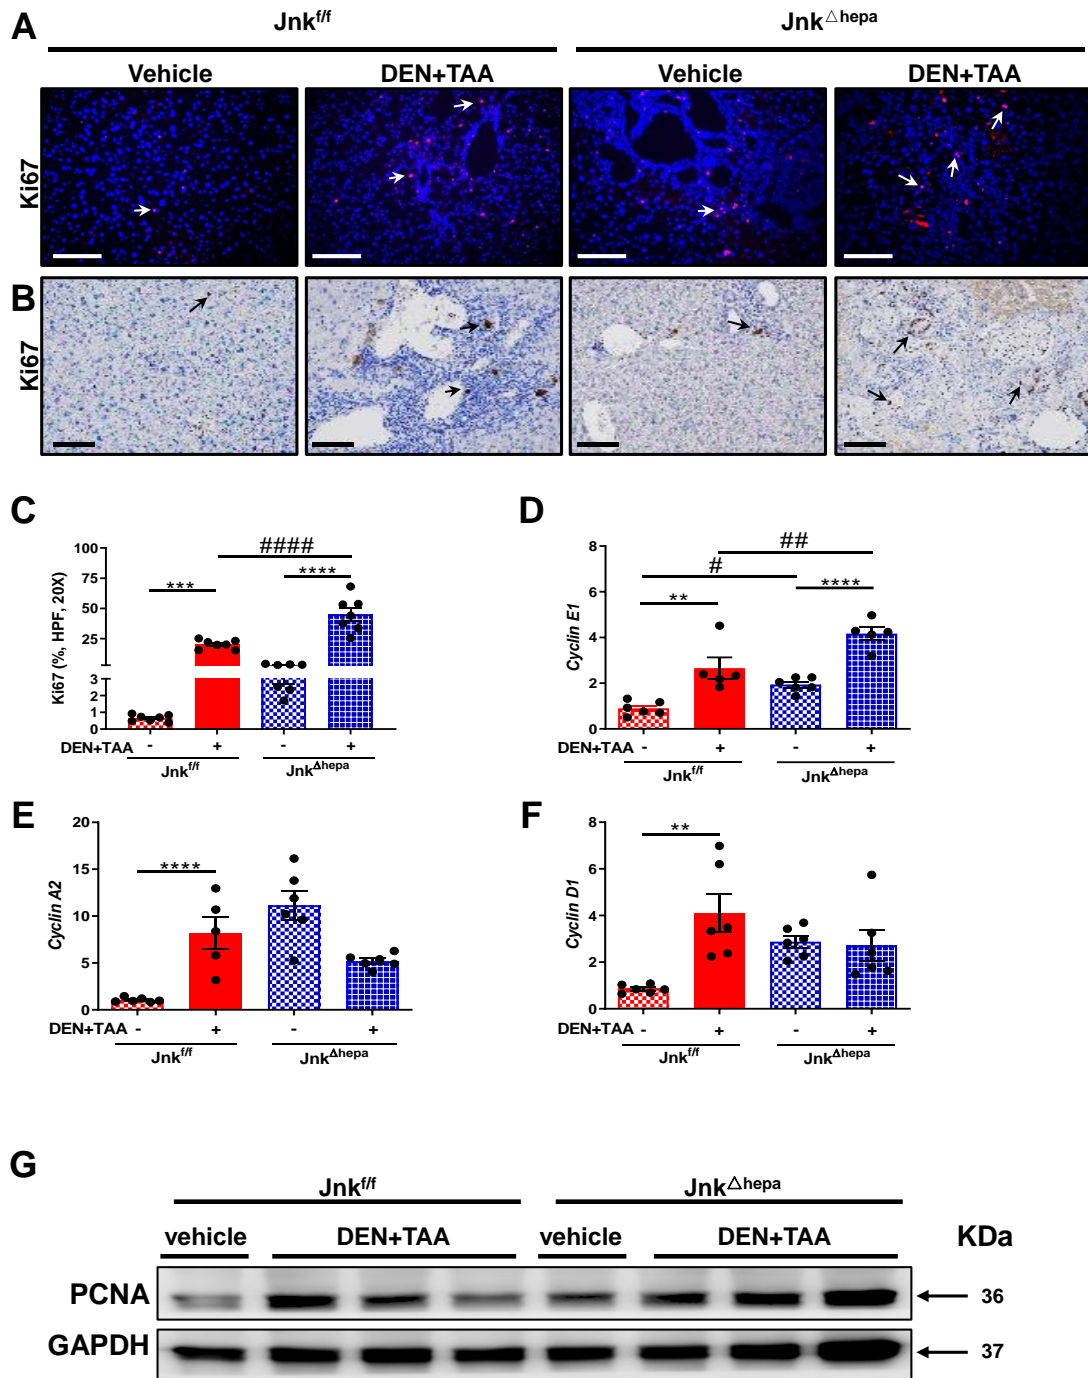 A
Jnkf/f
Jnk△hepa
Vehicle
DEN+TAA
Vehicle
DEN+TAA
Ki67
B
Ki67
C
Ki67 (%, HPF, 20X)
100
75
50
25
3
2
1
0
***
####
****
DEN+TAA
-
+
-
+
Jnkf/f
JnkΔhepa
D
Cyclin E1
8
6
4
2
0
**
#
##
****
DEN+TAA
-
+
-
+
Jnkf/f
JnkΔhepa
E
Cyclin A2
20
15
10
5
0
****
DEN+TAA
-
+
-
+
Jnkf/f
JnkΔhepa
F
Cyclin D1
8
6
4
2
0
**
DEN+TAA
-
+
-
+
Jnkf/f
JnkΔhepa
G
Jnkf/f
Jnk△hepa
vehicle
DEN+TAA
vehicle
DEN+TAA
KDa
PCNA
36
GAPDH
37